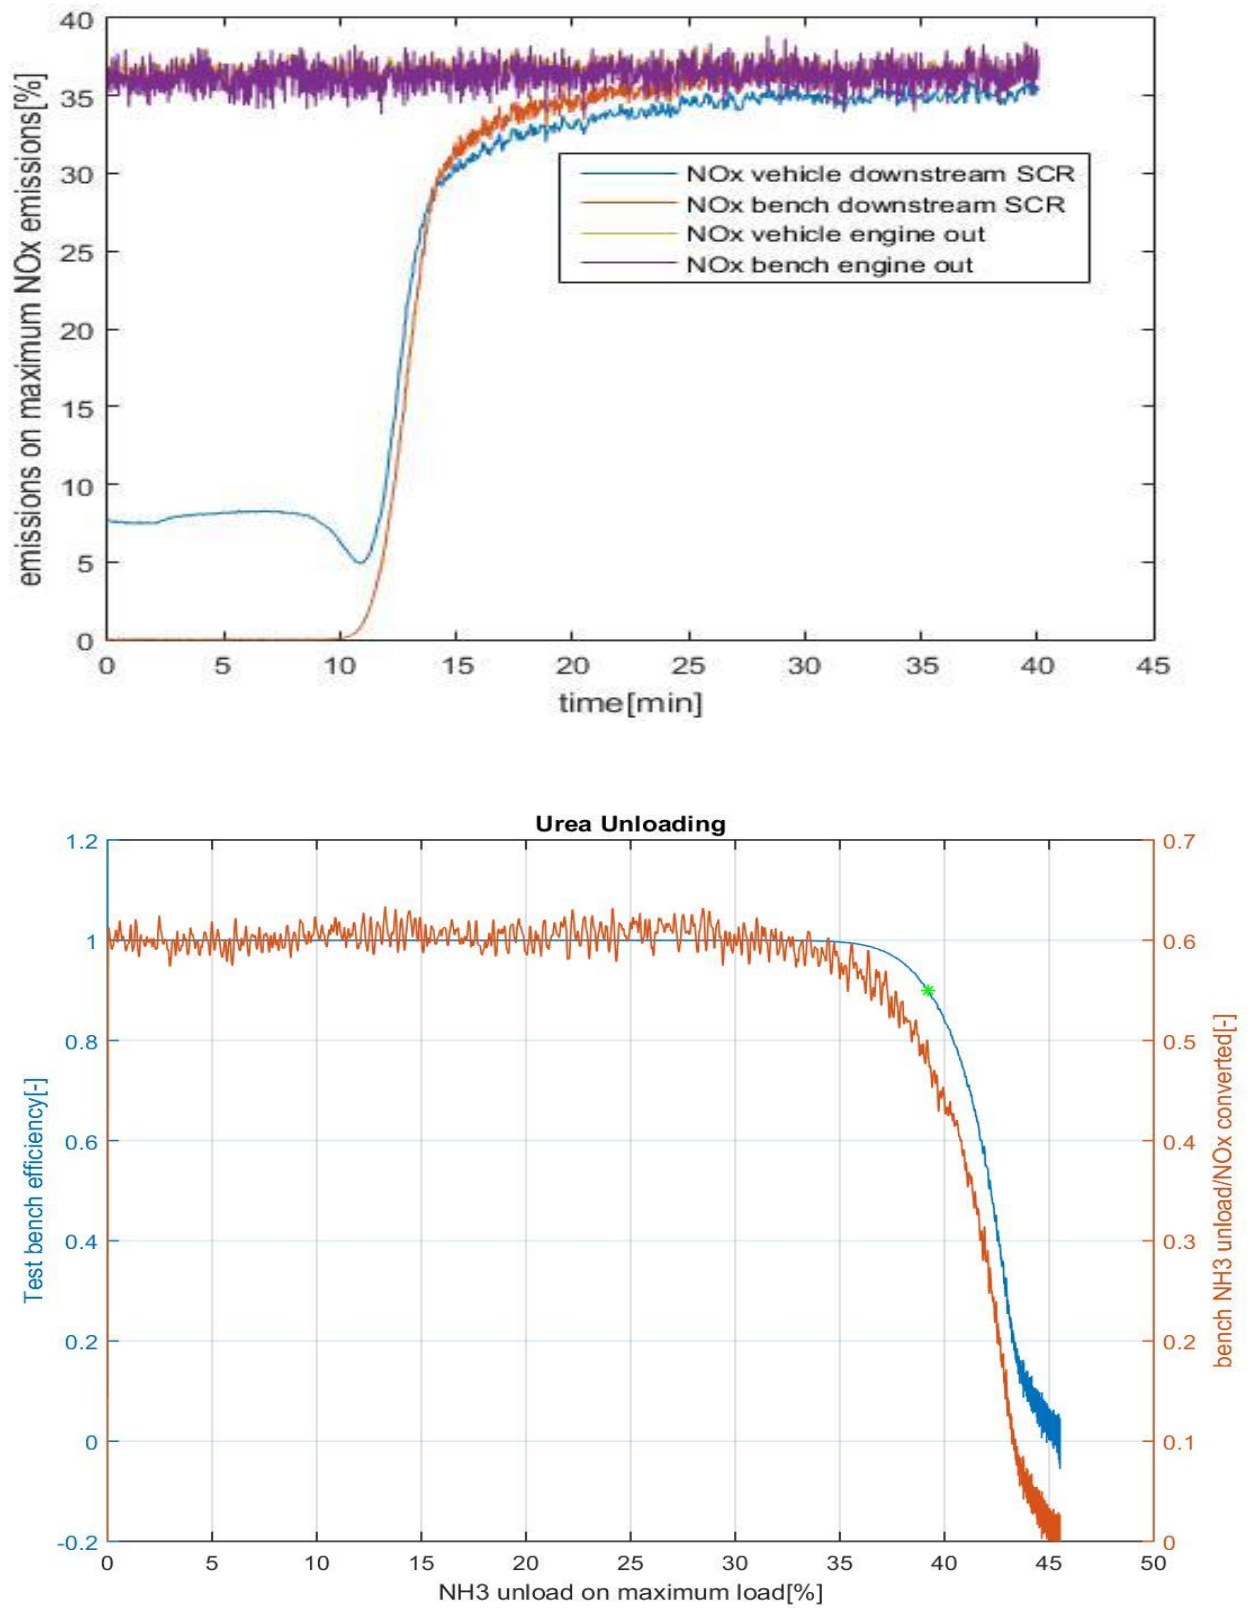 40
35
30
25
20
15
10
5
0
emissions on maximum NOx emisssions[%]
NOx vehicle downstream SCR
NOx bench downstream SCR
NOx vehicle engine out
NOx bench engine out
0 5 10 15 20 25 30 35 40 45
time[min]
Urea Unloading
1.2
1
0.8
0.6
0.4
0.2
0
-0.2
Test bench efficiency[-]
0.7
0.6
0.5
0.4
0.3
0.2
0.1
0
bench NH3 unload/NOx converted[-]
0 5 10 15 20 25 30 35 40 45 50
NH3 unload on maximum load[%]